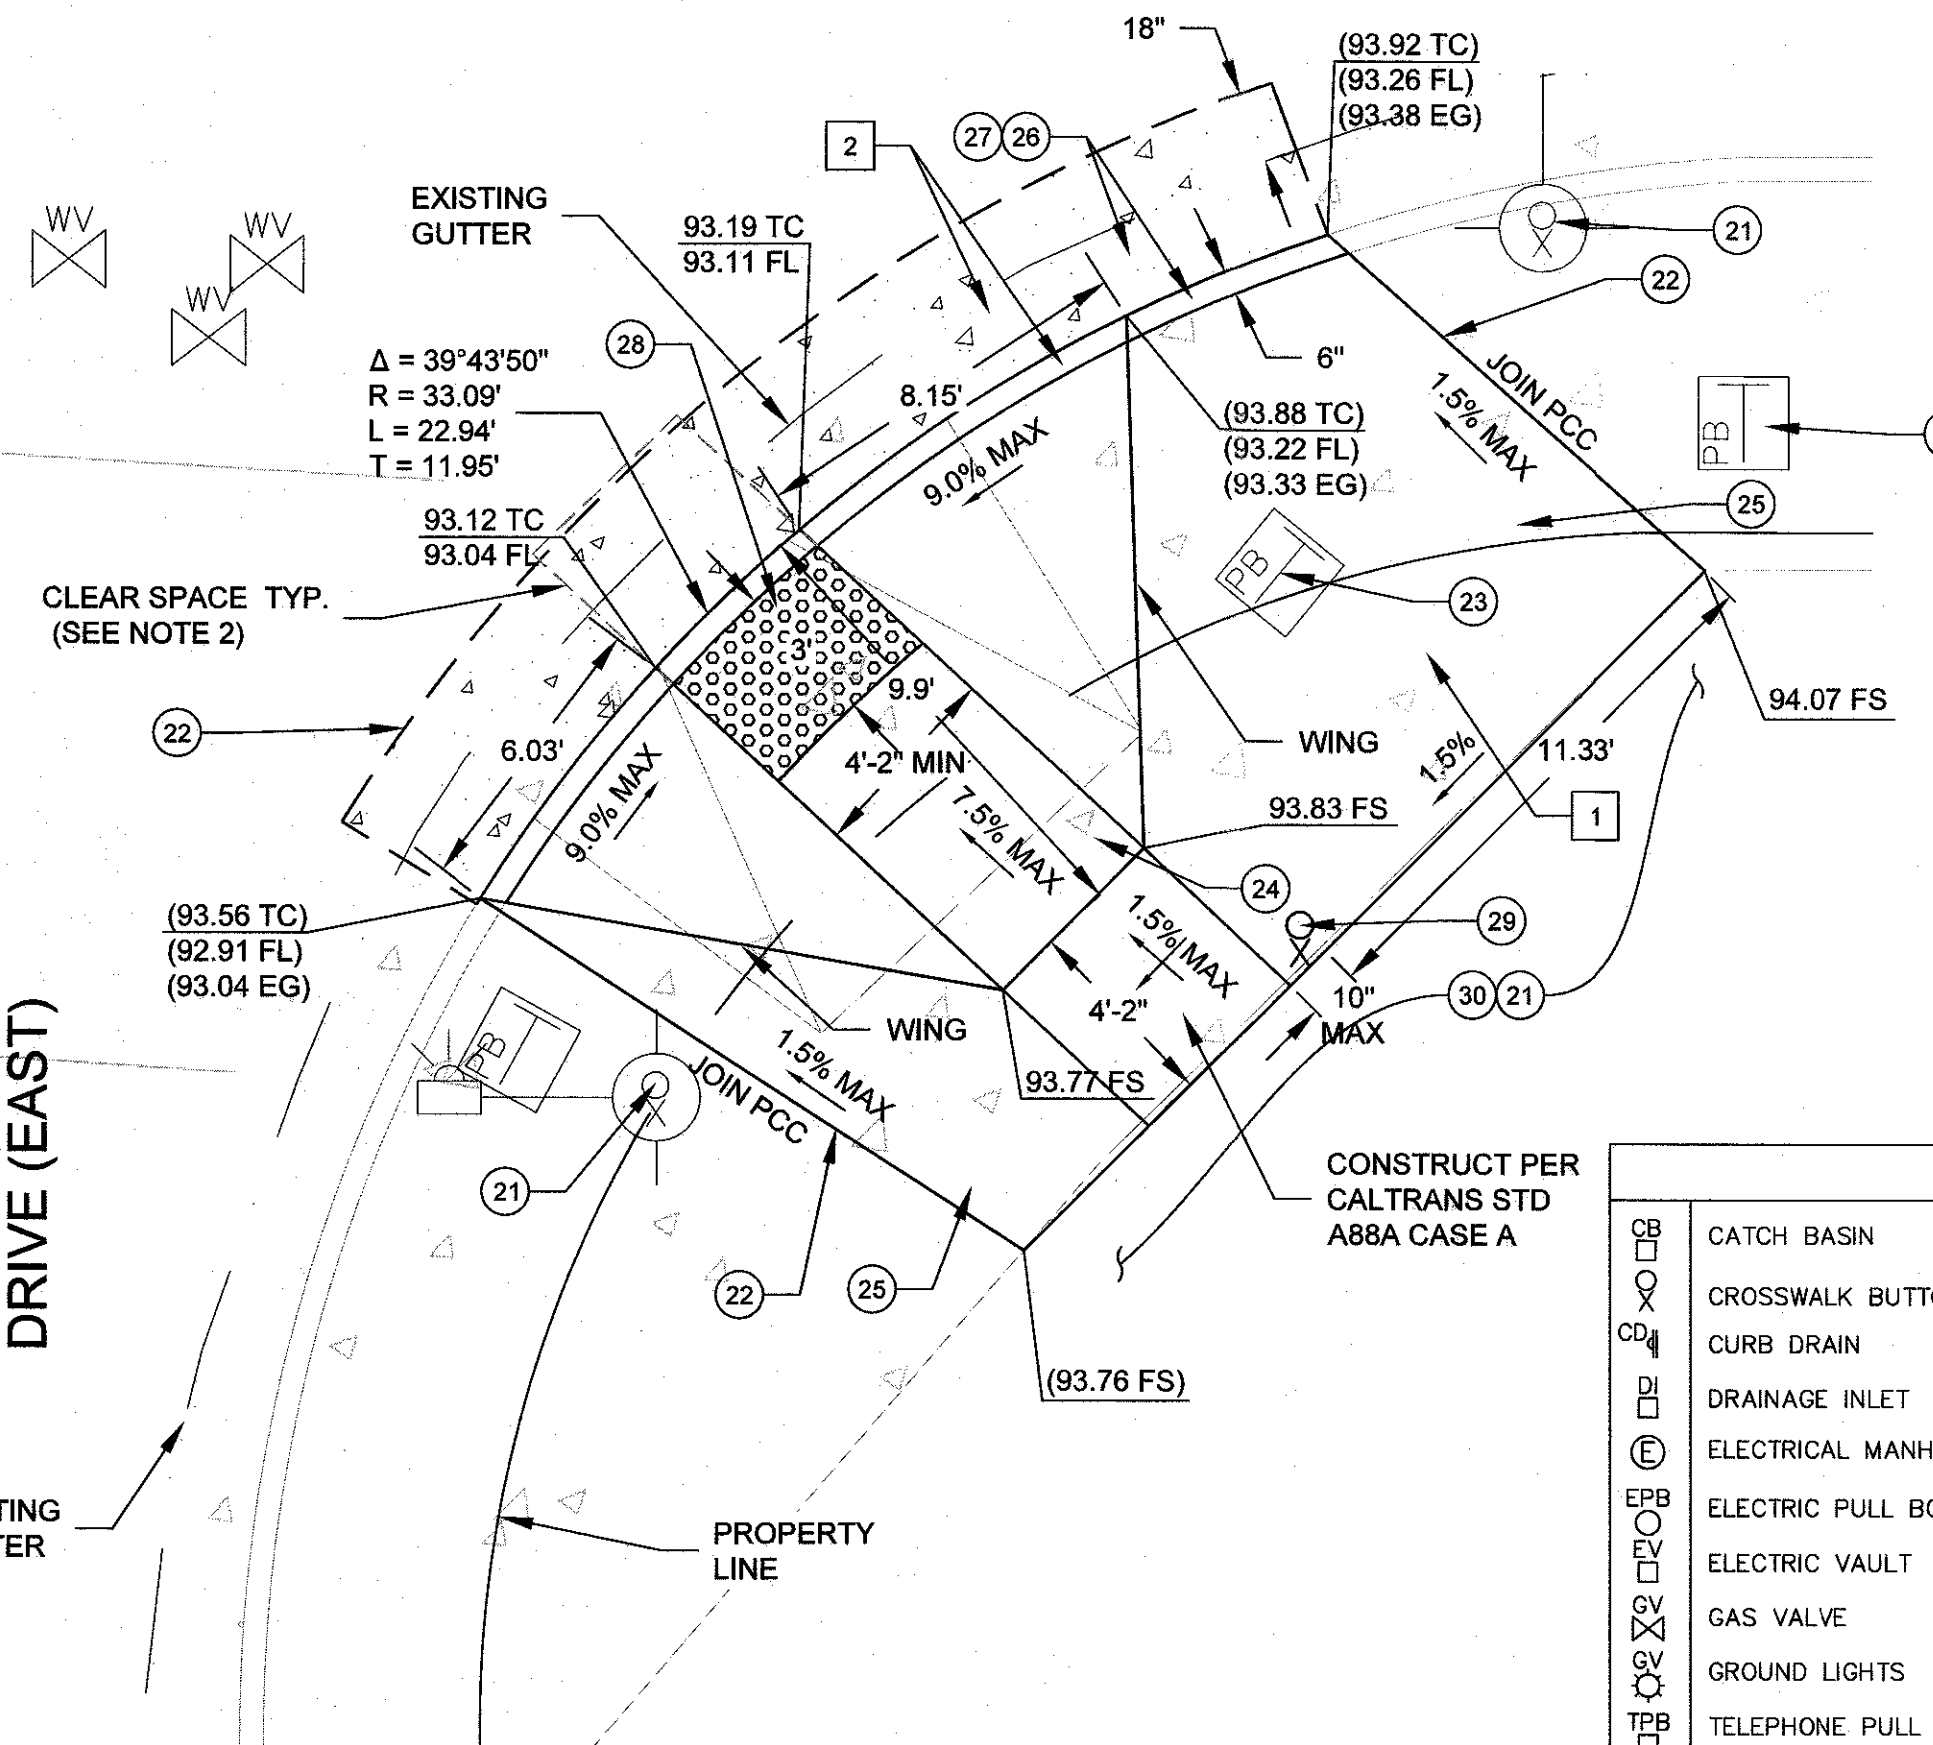 18"
(93.92 TC)
(93.26 FL)
(93.38 EG)
2
27
26
EXISTING
GUTTER
93.19 TC
93.11 FL
WV
WV
WV
21
22
28
Δ = 39°43'50"
R = 33.09'
L = 22.94'
T = 11.95'
6"
JOIN PCC
1.5% MAX
8.15'
9.0% MAX
(93.88 TC)
(93.22 FL)
(93.33 EG)
PB
25
93.12 TC
93.04 FL
CLEAR SPACE TYP.
(SEE NOTE 2)
PB
23
3'
9.9'
94.07 FS
22
6.03'
9.0% MAX
4'-2" MIN
7.5% MAX
WING
1.5%
11.33'
93.83 FS
1
24
(93.56 TC)
(92.91 FL)
(93.04 EG)
1.5% MAX
29
4'-2"
10"
MAX
30
21
WING
93.77 FS
PB
1.5% MAX
JOIN PCC
21
22
25
CONSTRUCT PER
CALTRANS STD
A88A CASE A
DRIVE (EAST)
(93.76 FS)
TING
TER
PROPERTY
LINE
CB CATCH BASIN
CROSSWALK BUTTO
CD CURB DRAIN
DI DRAINAGE INLET
E ELECTRICAL MANH
EPB ELECTRIC PULL BO
EV ELECTRIC VAULT
GV GAS VALVE
GV GROUND LIGHTS
TPB TELEPHONE PULL